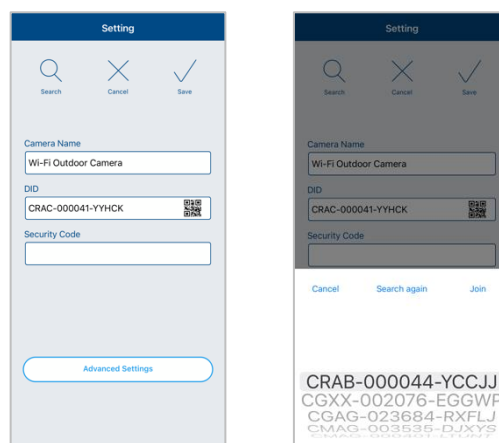 Setting
Search Cancel Save
Camera Name
Wi-Fi Outdoor Camera
DID
CRAC-000041-YYHCK
Security Code
Advanced Settings
Setting
Search Cancel Save
Camera Name
Wi-Fi Outdoor Camera
DID
CRAC-000041-YYHCK
Security Code
Cancel Search again Join
CRAB-000044-YCCJJ
CGXX-002076-EGGWP
CGAG-023684-RXFLJ
CMAG-003535-DJXYS